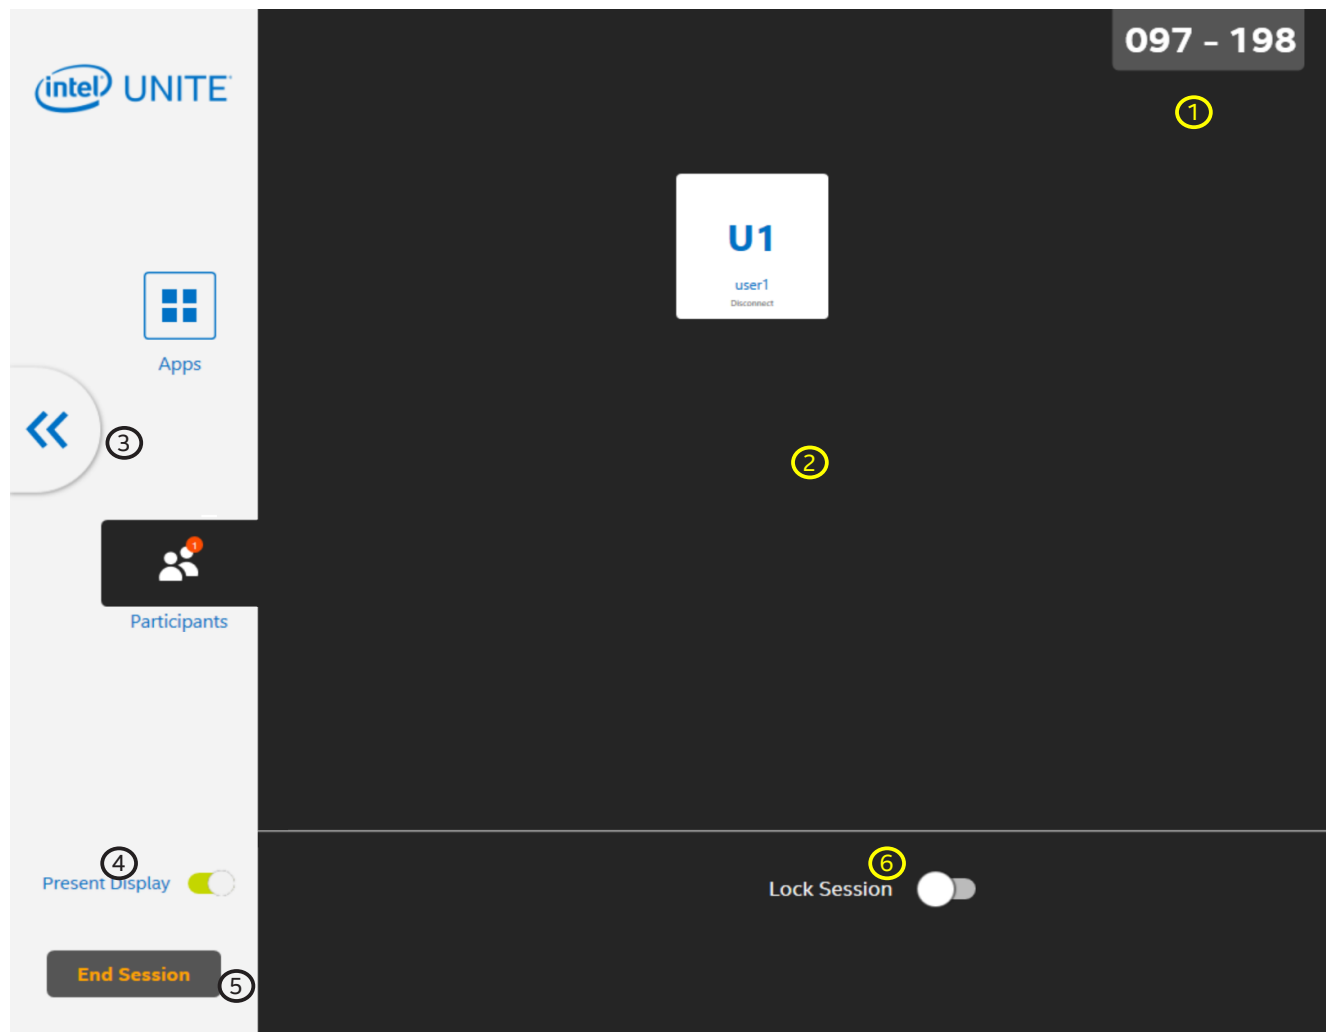 097 - 198
intel UNITE
1
U1
user1
Disconnect
Apps
3
2
1
Participants
4
Present Display
6
Lock Session
End Session
5